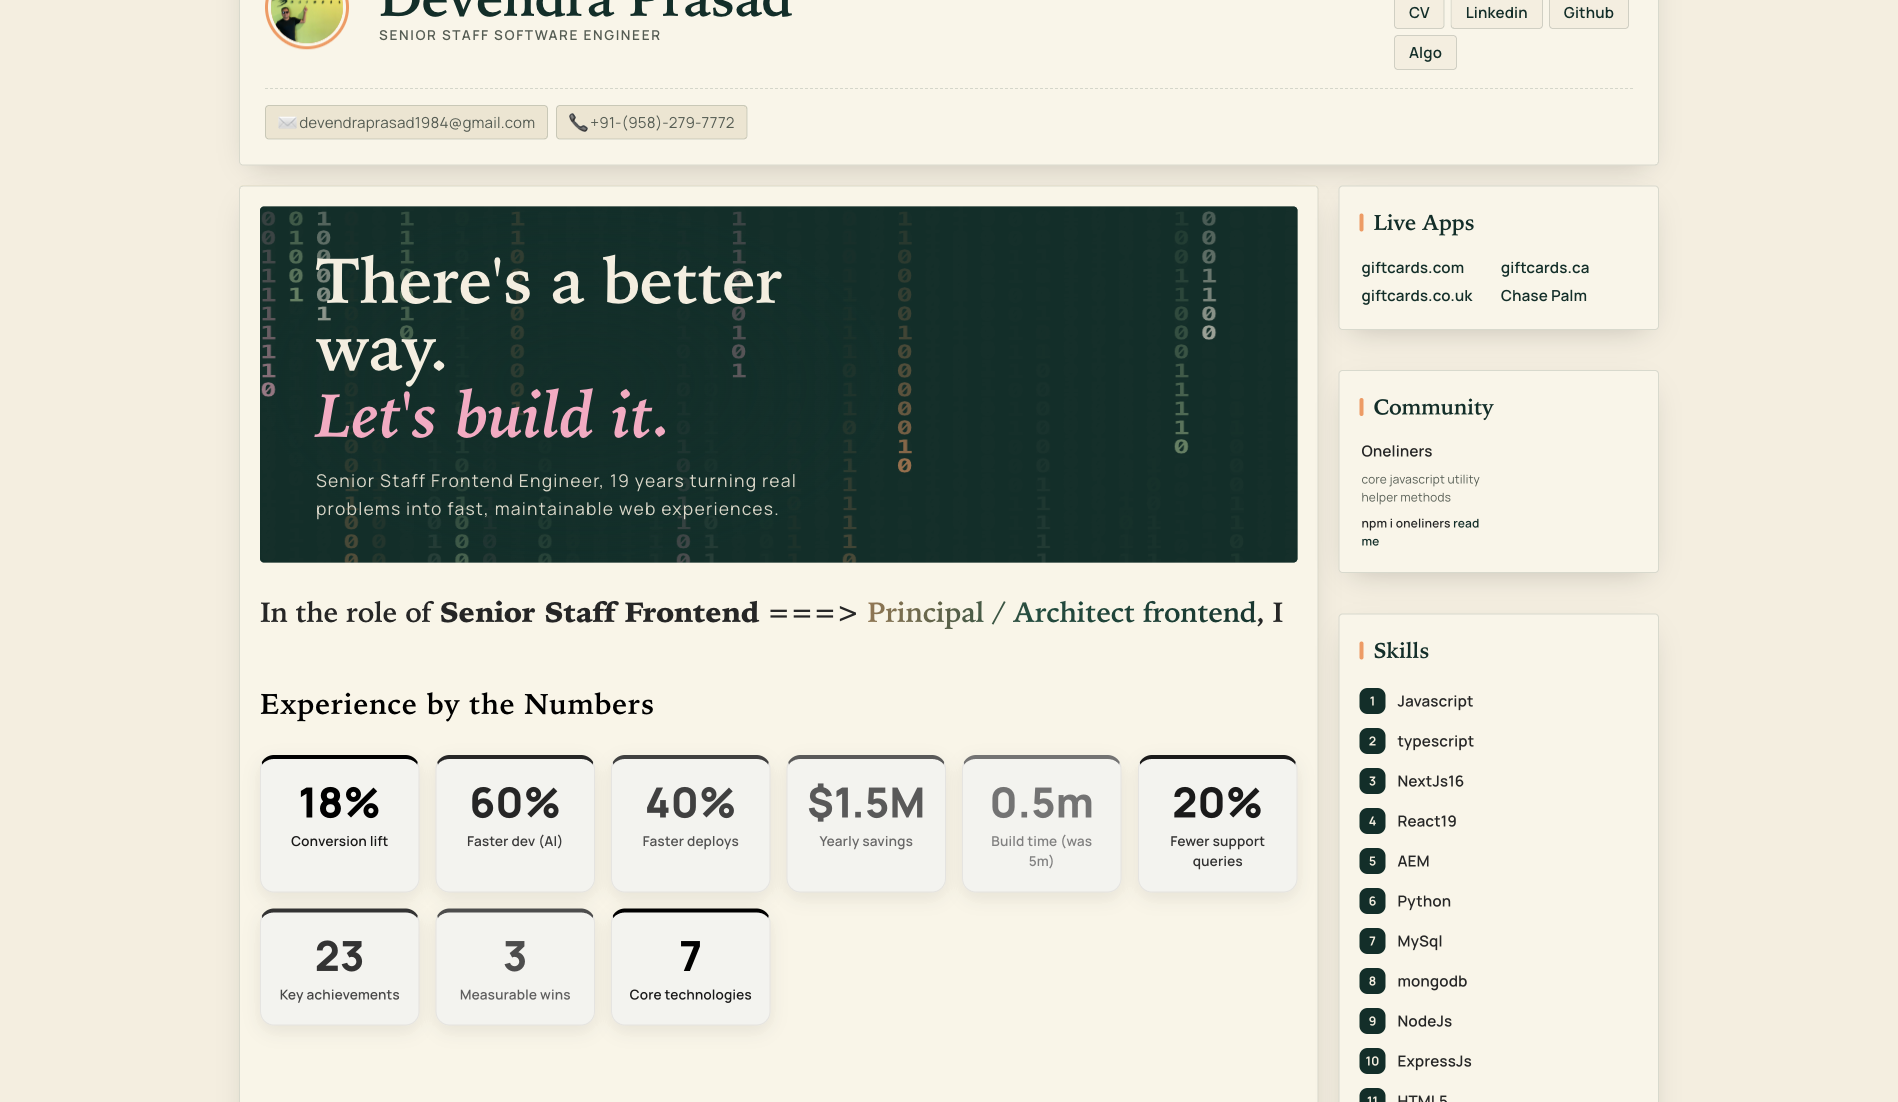 Devendra Prasad
SENIOR STAFF SOFTWARE ENGINEER
CV
Linkedin
Github
Algo
devendraprasad1984@gmail.com
+91-(958)-279-7772
There's a better
way.
Let's build it.
Senior Staff Frontend Engineer, 19 years turning real
problems into fast, maintainable web experiences.
In the role of Senior Staff Frontend ===> Principal / Architect frontend, I
Experience by the Numbers
18%
Conversion lift
60%
Faster dev (AI)
40%
Faster deploys
$1.5M
Yearly savings
0.5m
Build time (was
5m)
20%
Fewer support
queries
23
Key achievements
3
Measurable wins
7
Core technologies
Live Apps
giftcards.com
giftcards.ca
giftcards.co.uk
Chase Palm
Community
Oneliners
core javascript utility
helper methods
npm i oneliners read
me
Skills
1 Javascript
2 typescript
3 NextJs16
4 React19
5 AEM
6 Python
7 MySql
8 mongodb
9 NodeJs
10 ExpressJs
11 HTML5